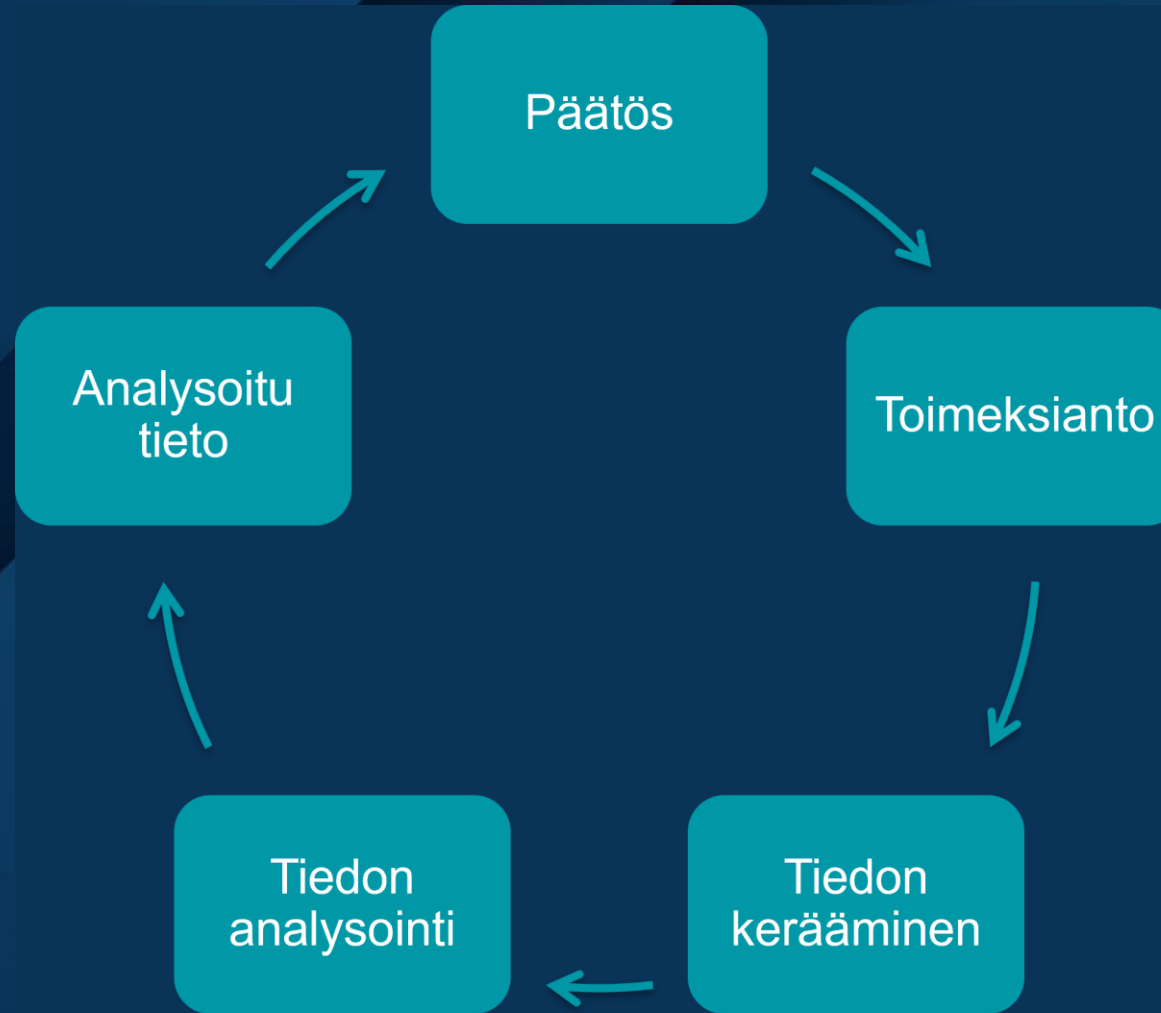 Päätös
Toimeksianto
Tiedon
kerääminen
Tiedon
analysointi
Analysoitu
tieto